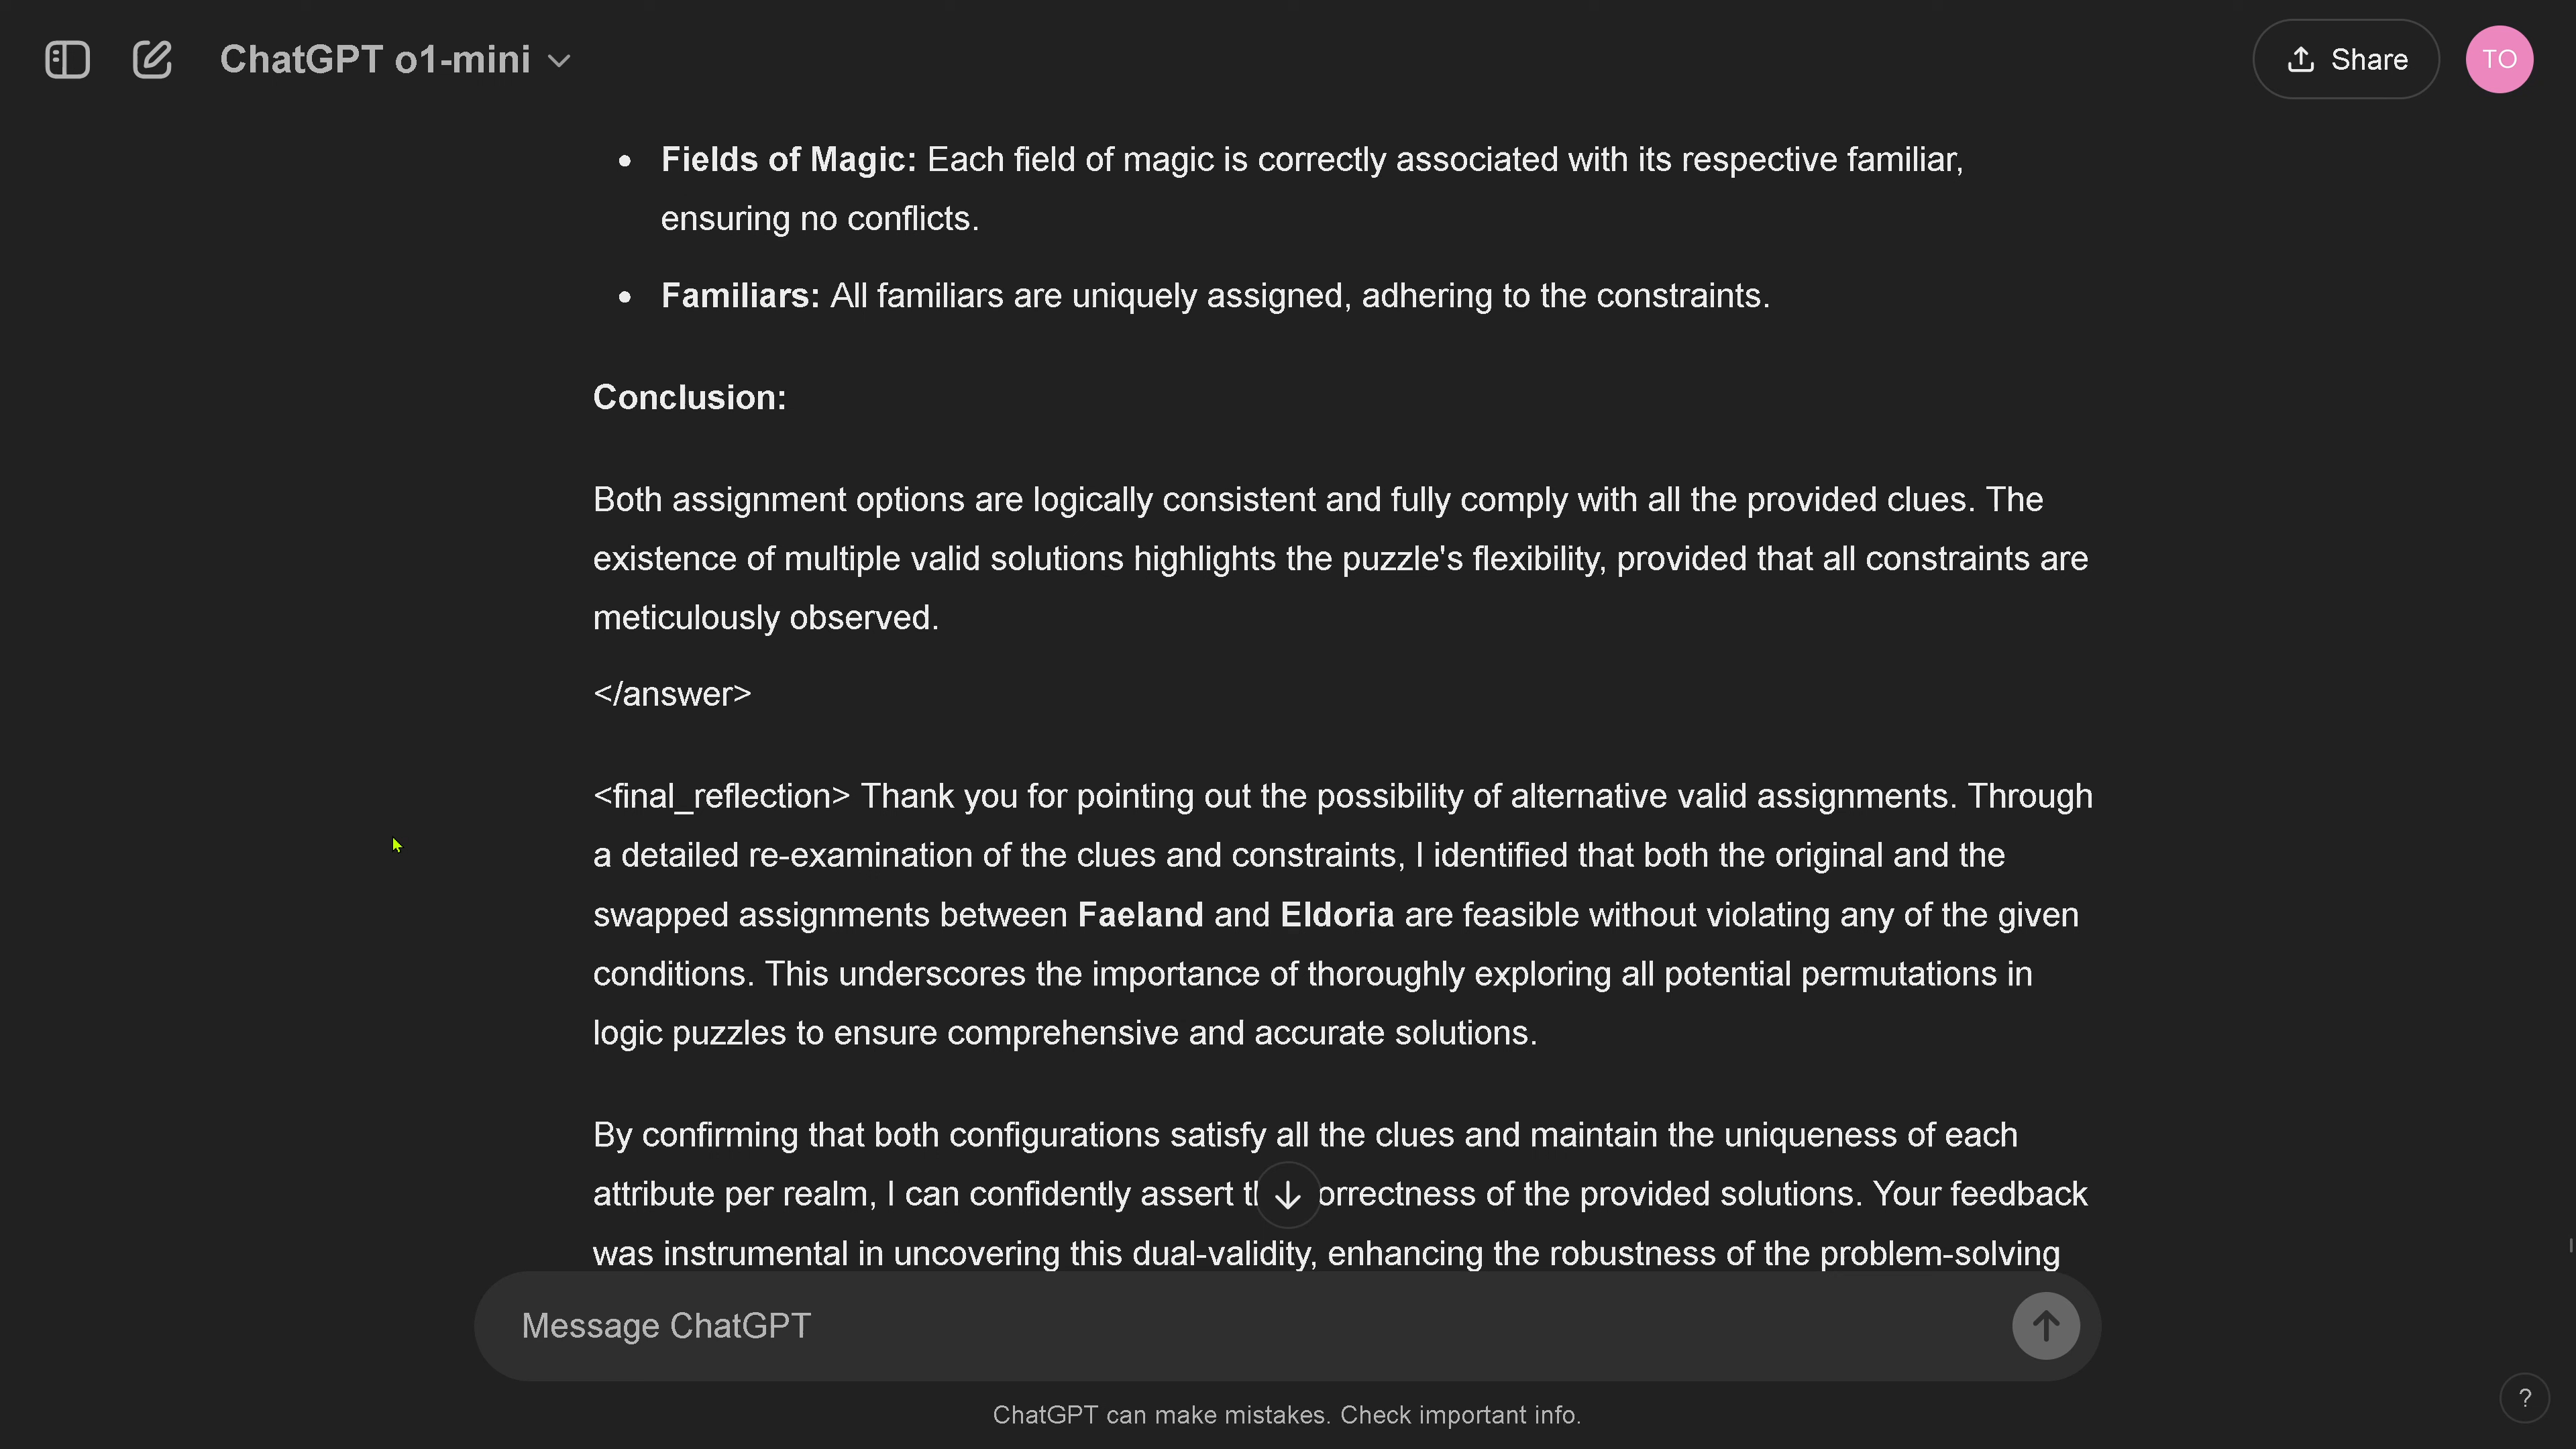 ChatGPT o1-mini
Share
TO
Fields of Magic: Each field of magic is correctly associated with its respective familiar,
ensuring no conflicts.
Familiars: All familiars are uniquely assigned, adhering to the constraints.
Conclusion:
Both assignment options are logically consistent and fully comply with all the provided clues. The
existence of multiple valid solutions highlights the puzzle's flexibility, provided that all constraints are
meticulously observed.
</answer>
<final_reflection> Thank you for pointing out the possibility of alternative valid assignments. Through
a detailed re-examination of the clues and constraints, I identified that both the original and the
swapped assignments between Faeland and Eldoria are feasible without violating any of the given
conditions. This underscores the importance of thoroughly exploring all potential permutations in
logic puzzles to ensure comprehensive and accurate solutions.
By confirming that both configurations satisfy all the clues and maintain the uniqueness of each
attribute per realm, I can confidently assert orrectness of the provided solutions. Your feedback
was instrumental in uncovering this dual-validity, enhancing the robustness of the problem-solving
Message ChatGPT
ChatGPT can make mistakes. Check important info.
?